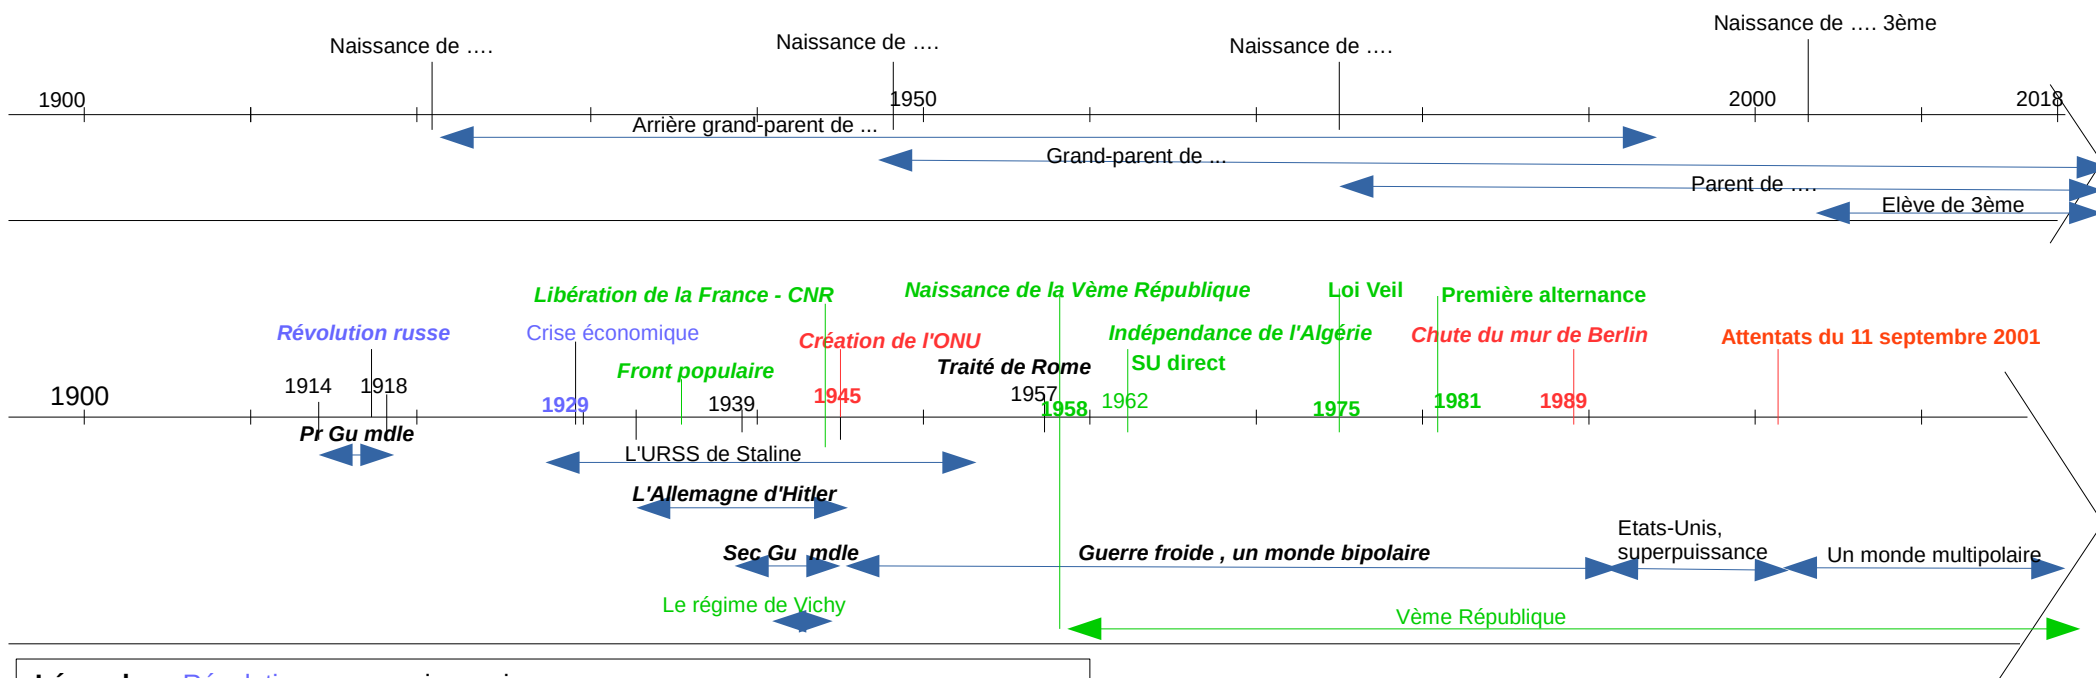 Naissance de ....
Naissance de ....
Naissance de ....
Naissance de .... 3ème
1900
1950
2000
2018
Arrière grand-parent de ...
Grand-parent de ...
Parent de ....
Elève de 3ème
Libération de la France - CNR
Naissance de la Vème République
Loi Veil
Première alternance
Révolution russe
Crise économique
Création de l'ONU
Indépendance de l'Algérie
Chute du mur de Berlin
Attentats du 11 septembre 2001
Front populaire
Traité de Rome
SU direct
1900
1914
1918
1929
1939
1945
1957
1958
1962
1975
1981
1989
Pr Gu mdle
L'URSS de Staline
L'Allemagne d'Hitler
Sec Gu mdle
Guerre froide , un monde bipolaire
Etats-Unis,
superpuissance
Un monde multipolaire
Le régime de Vichy
Vème République